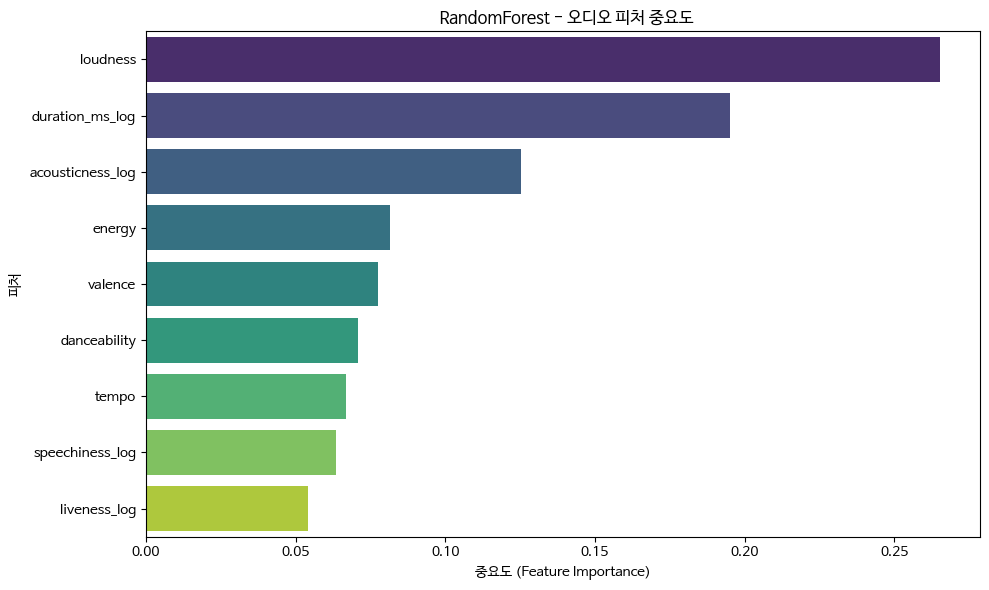 RandomForest - 오디오 피처 중요도
피처
loudness
duration_ms_log
acousticness_log
energy
valence
danceability
tempo
speechiness_log
liveness_log
0.00 0.05 0.10 0.15 0.20 0.25
중요도 (Feature Importance)